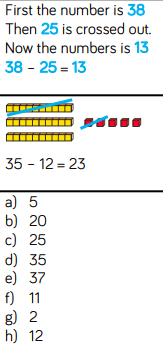 First the number is 38
Then 25 is crossed out.
Now the numbers is 13
38 - 25 = 13
35 - 12 = 23
a) 5
b) 20
c) 25
d) 35
e) 37
f) 11
g) 2
h) 12